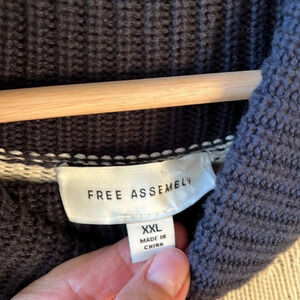 FREE ASSEMBLY
XXL
MADE IN
CHINA